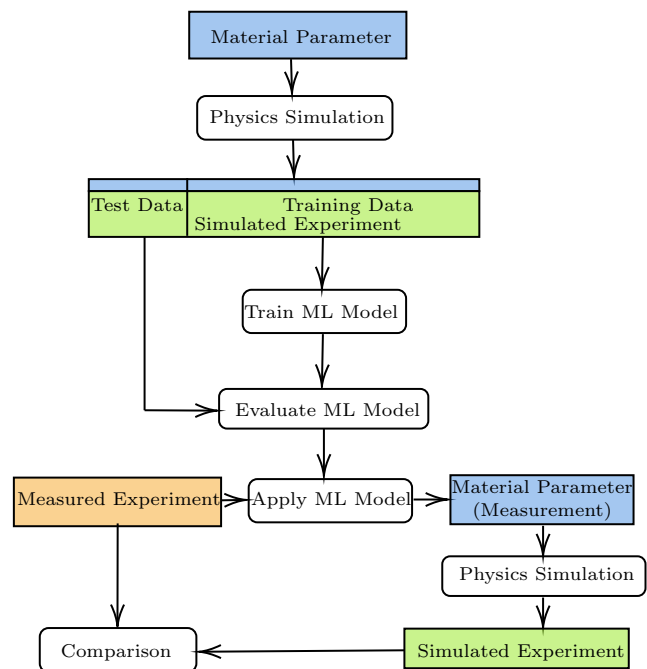 Material Parameter
Physics Simulation
Test Data
Training Data
Simulated Experiment
Train ML Model
Evaluate ML Model
Measured Experiment
Apply ML Model
Material Parameter
(Measurement)
Physics Simulation
Comparison
Simulated Experiment